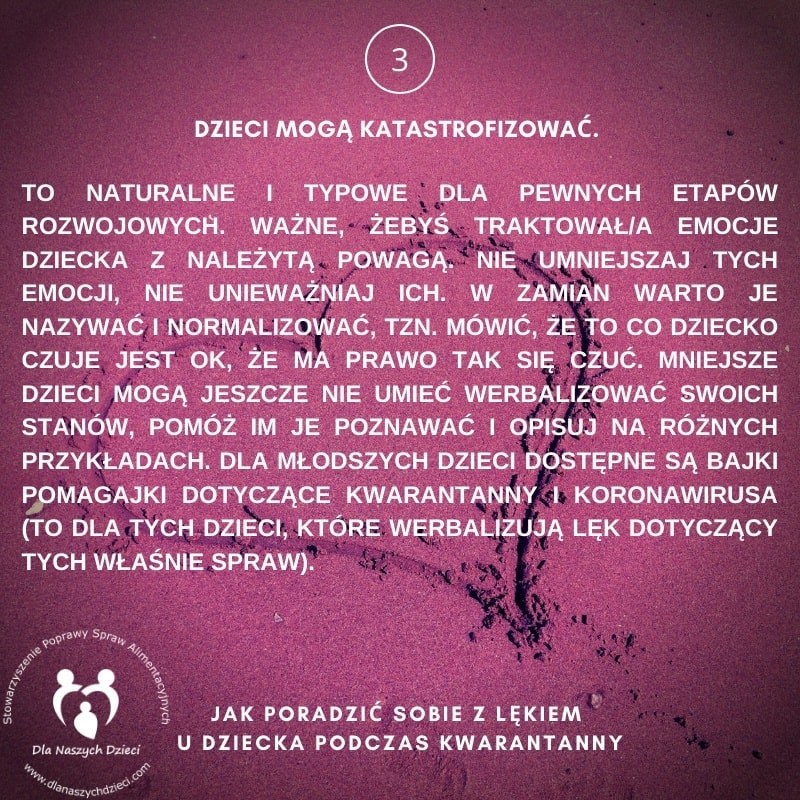 3
DZIECI MOGĄ KATASTROFIZOWAĆ.
TO NATURALNE I TYPOWE DLA PEWNYCH ETAPÓW
ROZWOJOWYCH. WAŻNE, ŻEBYŚ TRAKTOWAŁ/A EMOCJE
DZIECKA Z NALEŻYTĄ POWAGĄ. NIE UMNIEJSZAJ TYCH
EMOCJI, NIE UNIEWAŻNIAJ ICH. W ZAMIAN WARTO JE
NAZYWAĆ I NORMALIZOWAĆ, TZN. MÓWIĆ, ŻE TO CO DZIECKO
CZUJE JEST OK, ŻE MA PRAWO TAK SIĘ CZUĆ. MNIEJSZE
DZIECI MOGĄ JESZCZE NIE UMIEĆ WERBALIZOWAĆ SWOICH
STANÓW, POMÓŻ IM JE POZNAWAĆ I OPISUJ NA RÓŻNYCH
PRZYKŁADACH. DLA MŁODSZYCH DZIECI DOSTĘPNE SĄ BAJKI
POMAGAJKI DOTYCZĄCE KWARANTANNY I KORONAWIRUSA
(TO DLA TYCH DZIECI, KTÓRE WERBALIZUJĄ LĘK DOTYCZĄCY
TYCH WŁAŚNIE SPRAW).
Stowarzyszenie Poprawy Spraw Alimentacyjnych
Dla Naszych Dzieci
www.dlanaszychdzieci.com
JAK PORADZIĆ SOBIE Z LĘKIEM
U DZIECKA PODCZAS KWARANTANNY